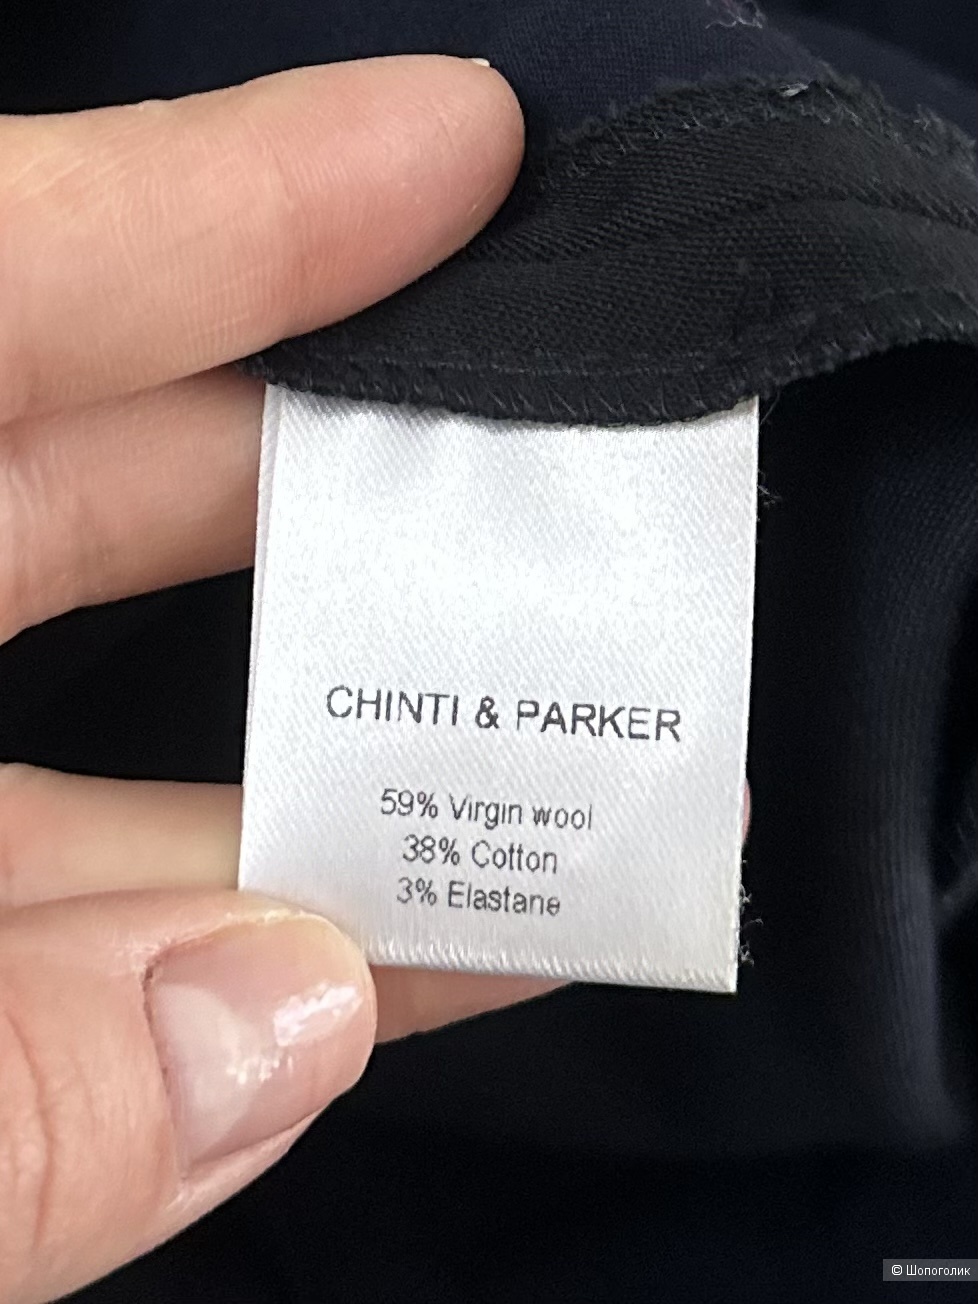 CHINTI & PARKER
59% Virgin wool
38% Cotton
3% Elastane
© Шопоголик